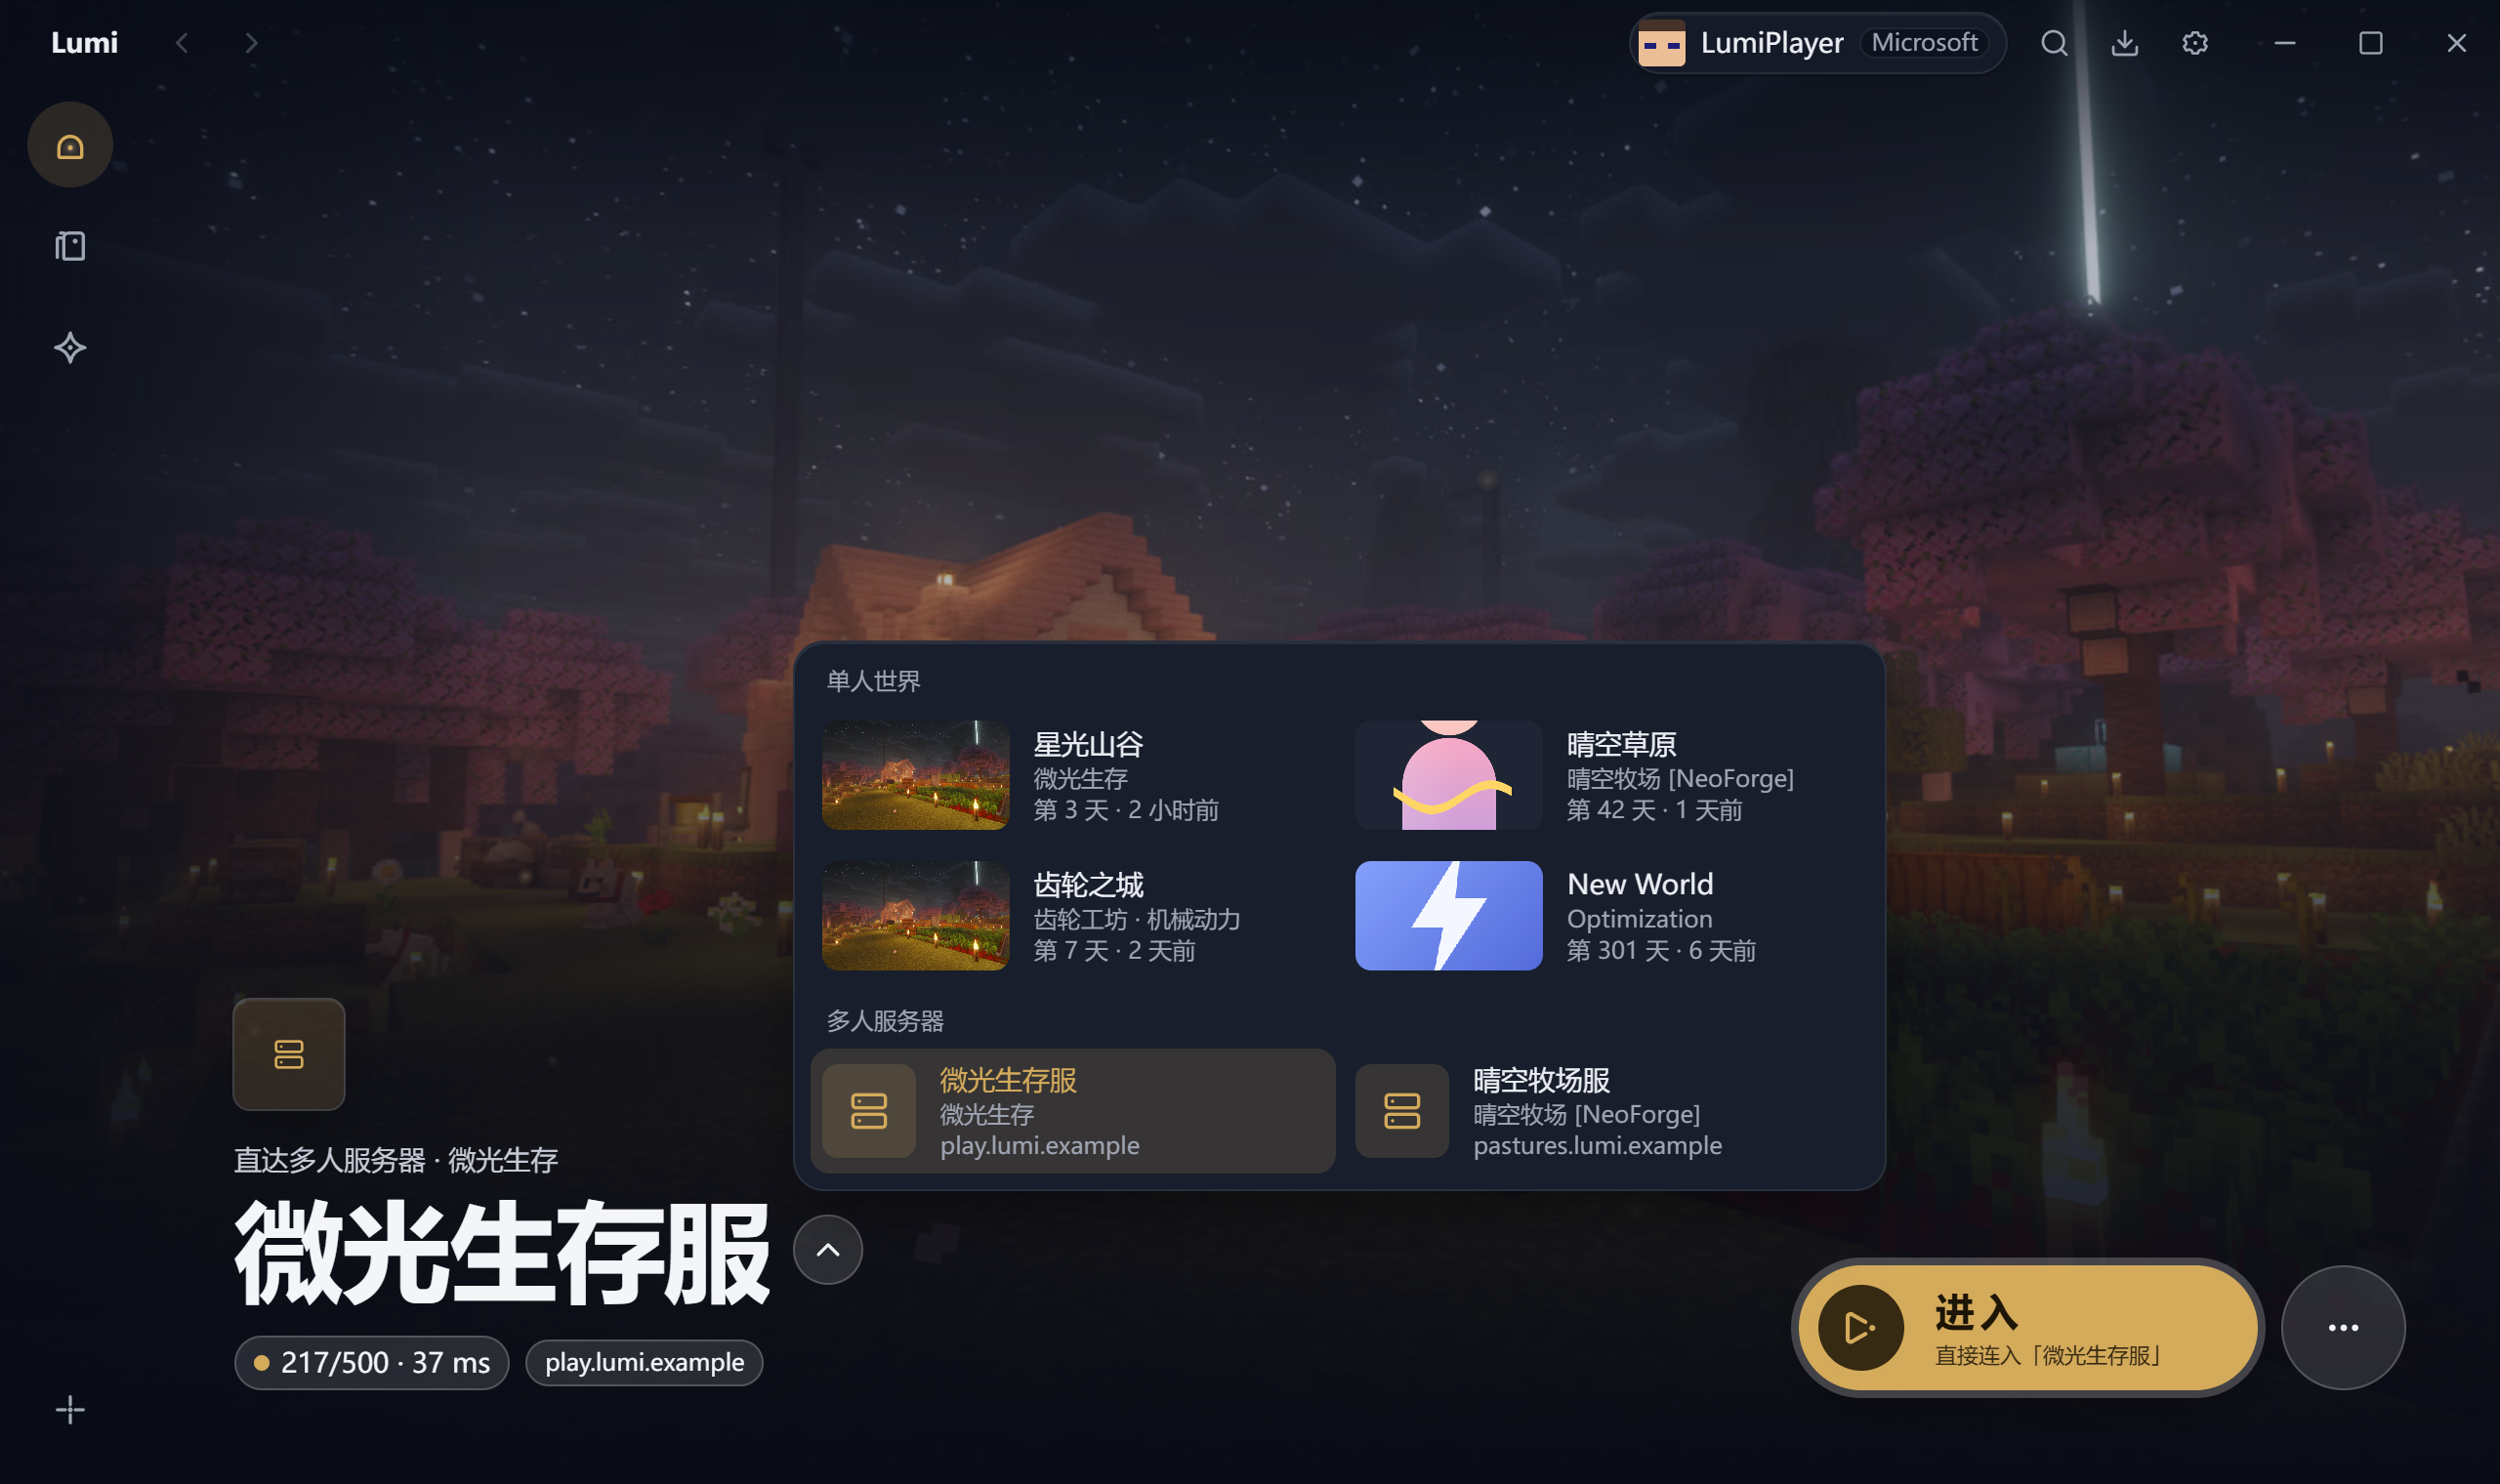 Lumi
LumiPlayer Microsoft
单人世界
星光山谷
微光生存
第 3 天 · 2 小时前
晴空草原
晴空牧场 [NeoForge]
第 42 天 · 1 天前
齿轮之城
齿轮工坊 · 机械动力
第 7 天 · 2 天前
New World
Optimization
第 301 天 · 6 天前
多人服务器
微光生存服
微光生存
play.lumi.example
晴空牧场服
晴空牧场 [NeoForge]
pastures.lumi.example
直达多人服务器 · 微光生存
微光生存服
217/500 · 37 ms
play.lumi.example
进入
直接连入「微光生存服」